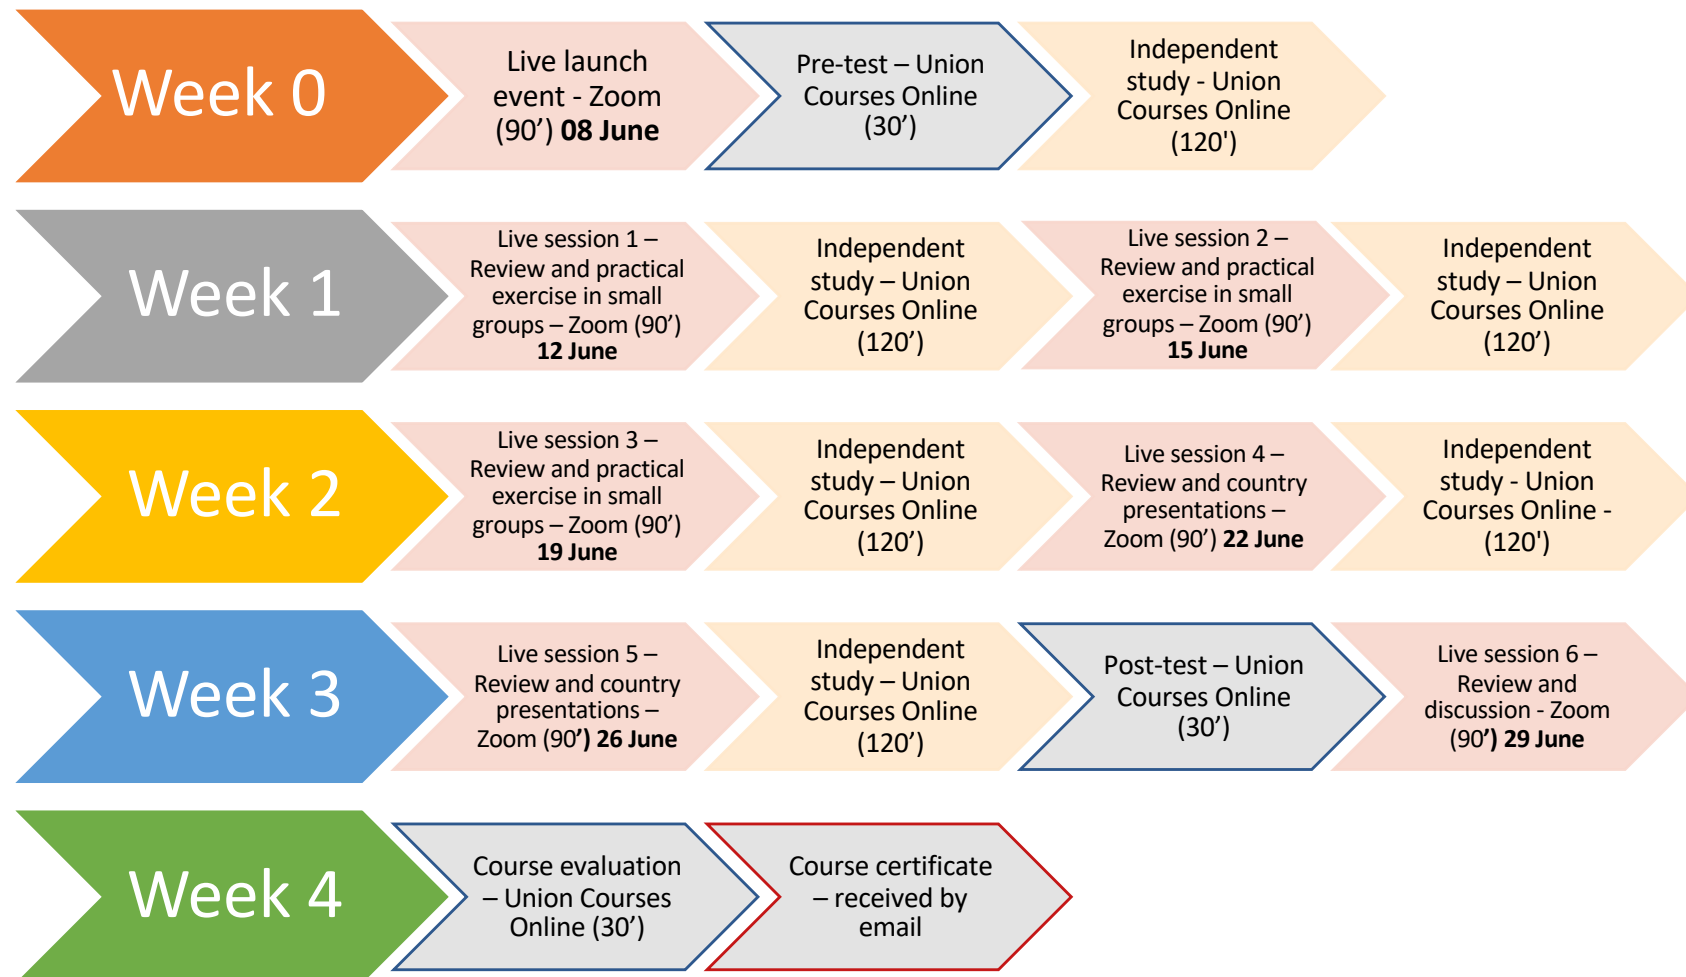 Week 0
Live launch
event - Zoom
(90’) 08 June
Pre-test – Union
Courses Online
(30’)
Independent
study - Union
Courses Online
(120')
Week 1
Live session 1 –
Review and practical
exercise in small
groups – Zoom (90’)
12 June
Independent
study – Union
Courses Online
(120’)
Live session 2 –
Review and practical
exercise in small
groups – Zoom (90’)
15 June
Independent
study – Union
Courses Online
(120’)
Week 2
Live session 3 –
Review and practical
exercise in small
groups – Zoom (90’)
19 June
Independent
study – Union
Courses Online
(120’)
Live session 4 –
Review and country
presentations –
Zoom (90’) 22 June
Independent
study - Union
Courses Online -
(120')
Week 3
Live session 5 –
Review and country
presentations –
Zoom (90’) 26 June
Independent
study – Union
Courses Online
(120’)
Post-test – Union
Courses Online
(30’)
Live session 6 –
Review and
discussion - Zoom
(90’) 29 June
Week 4
Course evaluation
– Union Courses
Online (30’)
Course certificate
– received by
email